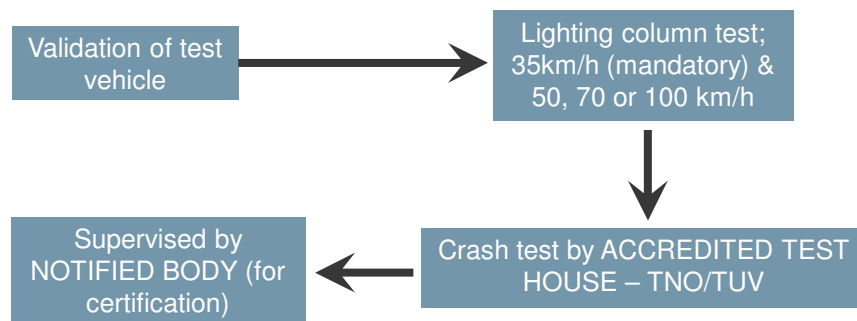 Validation of test
vehicle
Lighting column test;
35km/h (mandatory) &
50, 70 or 100 km/h
Crash test by ACCREDITED TEST
HOUSE – TNO/TUV
Supervised by
NOTIFIED BODY (for
certification)